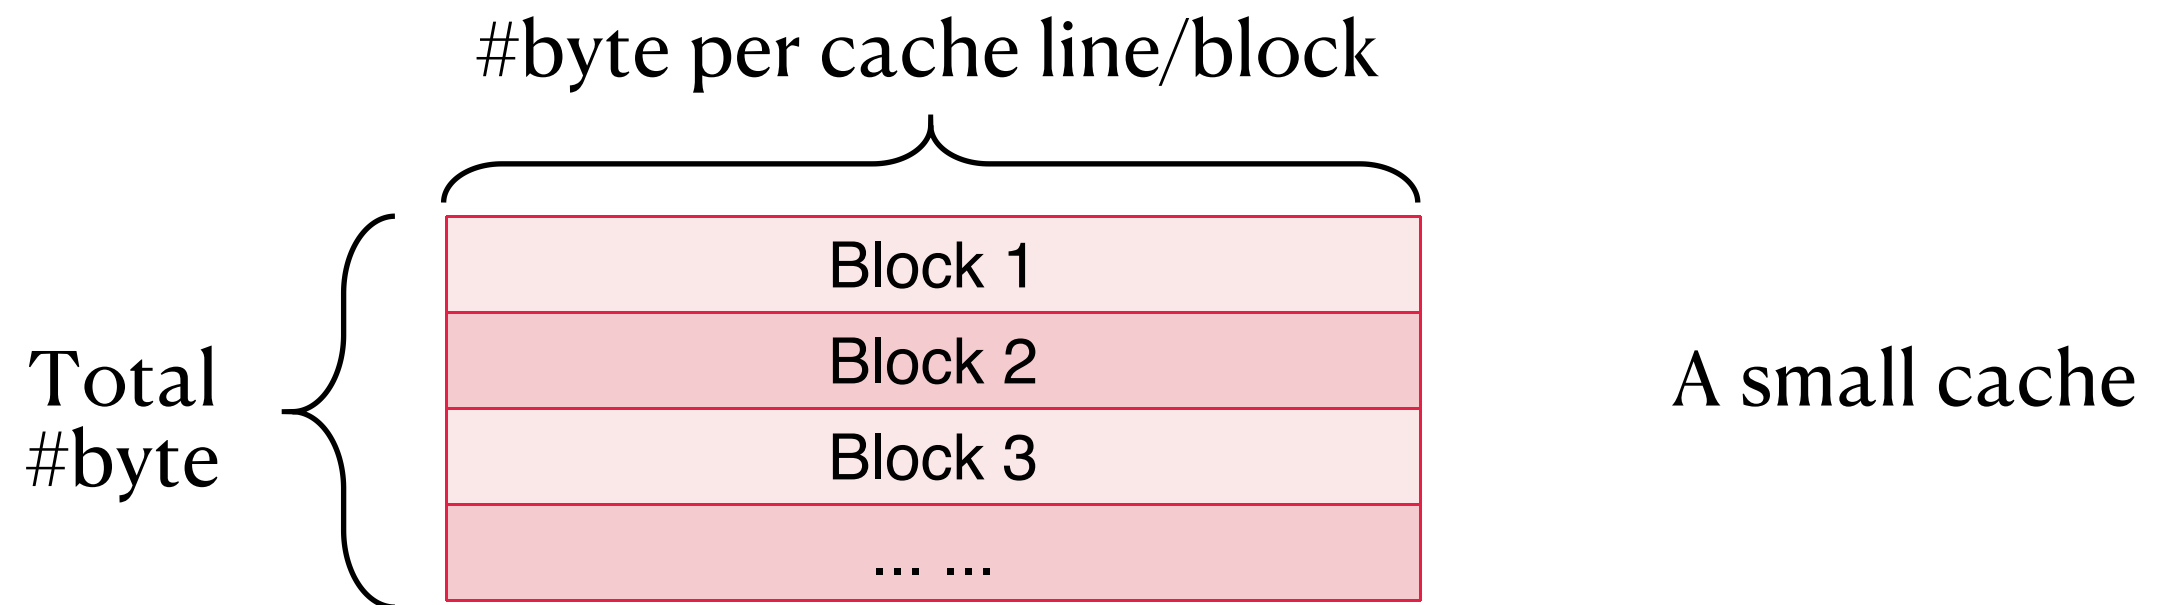 #byte per cache line/block
Block 1
Block 2
Block 3
... ...
Total
#byte
A small cache